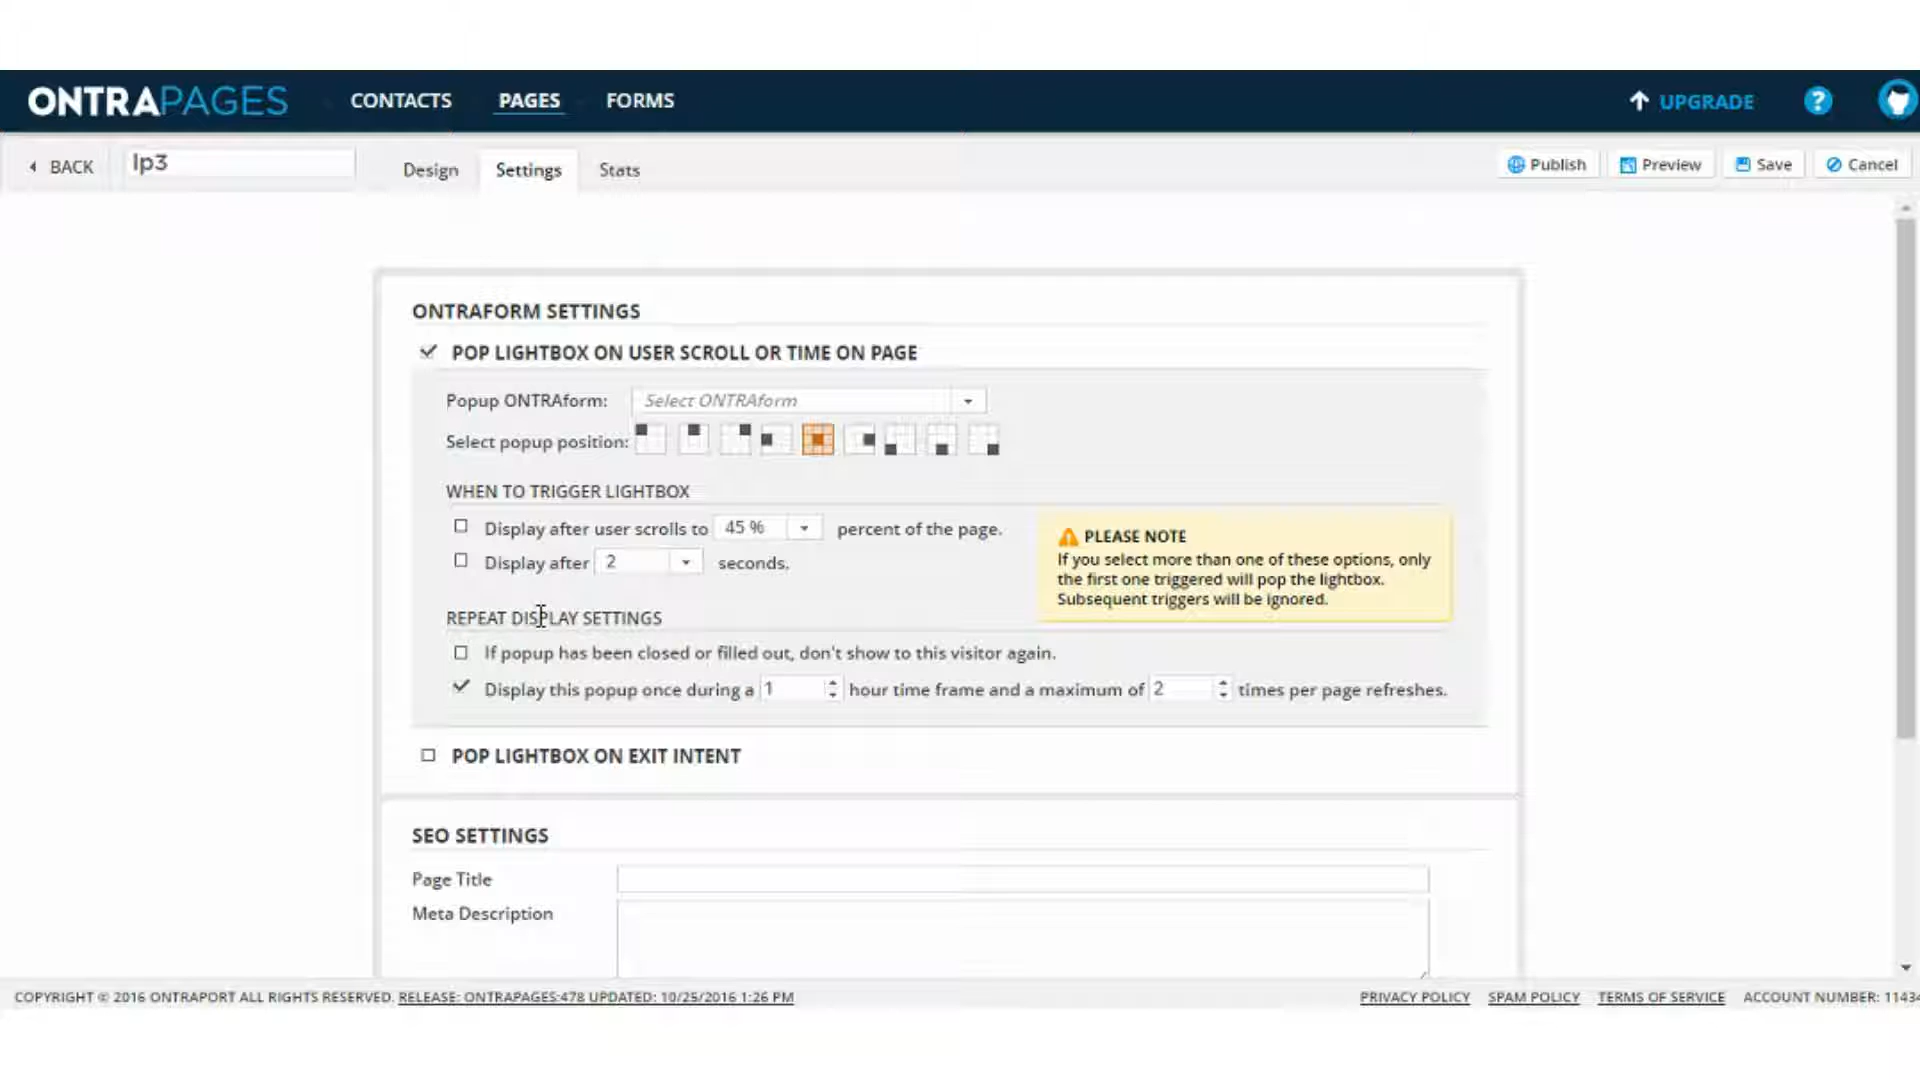 ONTRAPAGES CONTACTS PAGES FORMS UPGRADE ?
BACK lp3 Design Settings Stats Publish Preview Save Cancel
ONTRAFORM SETTINGS
POP LIGHTBOX ON USER SCROLL OR TIME ON PAGE
Popup ONTRAform: Select ONTRAform
Select popup position:
WHEN TO TRIGGER LIGHTBOX
Display after user scrolls to 45 % percent of the page.
Display after 2 seconds.
PLEASE NOTE
If you select more than one of these options, only
the first one triggered will pop the lightbox.
Subsequent triggers will be ignored.
REPEAT DISPLAY SETTINGS
If popup has been closed or filled out, don't show to this visitor again.
Display this popup once during a 1 hour time frame and a maximum of 2 times per page refreshes.
POP LIGHTBOX ON EXIT INTENT
SEO SETTINGS
Page Title
Meta Description
COPYRIGHT © 2016 ONTRAPORT ALL RIGHTS RESERVED. RELEASE: ONTRAPAGES:478 UPDATED: 10/25/2016 1:26 PM PRIVACY POLICY SPAM POLICY TERMS OF SERVICE ACCOUNT NUMBER: 11434